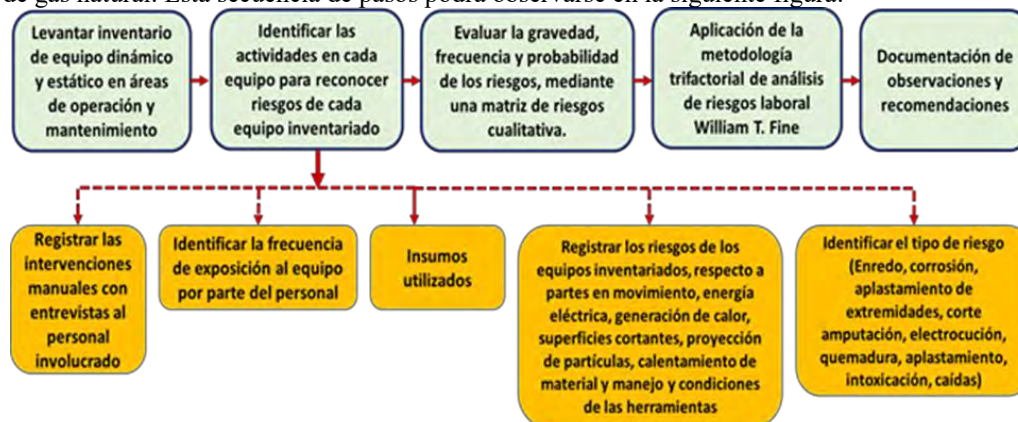 de gas natural. Esta secuencia de pasos podrá observarse en la siguiente figura:
Levantar inventario
de equipo dinámico
y estático en áreas
de operación y
mantenimiento
Identificar las
actividades en cada
equipo para reconocer
riesgos de cada
equipo inventariado
Evaluar la gravedad,
frecuencia y probabilidad
de los riesgos, mediante
una matriz de riesgos
cualitativa.
Aplicación de la
metodología
trifactorial de análisis
de riesgos laboral
William T. Fine
Documentación de
observaciones y
recomendaciones
Registrar las
intervenciones
manuales con
entrevistas al
personal
involucrado
Identificar la frecuencia
de exposición al equipo
por parte del personal
Insumos
utilizados
Registrar los riesgos de los
equipos inventariados, respecto a
partes en movimiento, energía
eléctrica, generación de calor,
superficies cortantes, proyección
de partículas, calentamiento de
material y manejo y condiciones
de las herramientas
Identificar el tipo de riesgo
(Enredo, corrosión,
aplastamiento de
extremidades, corte
amputación, electrocución,
quemadura, aplastamiento,
intoxicación, caídas)